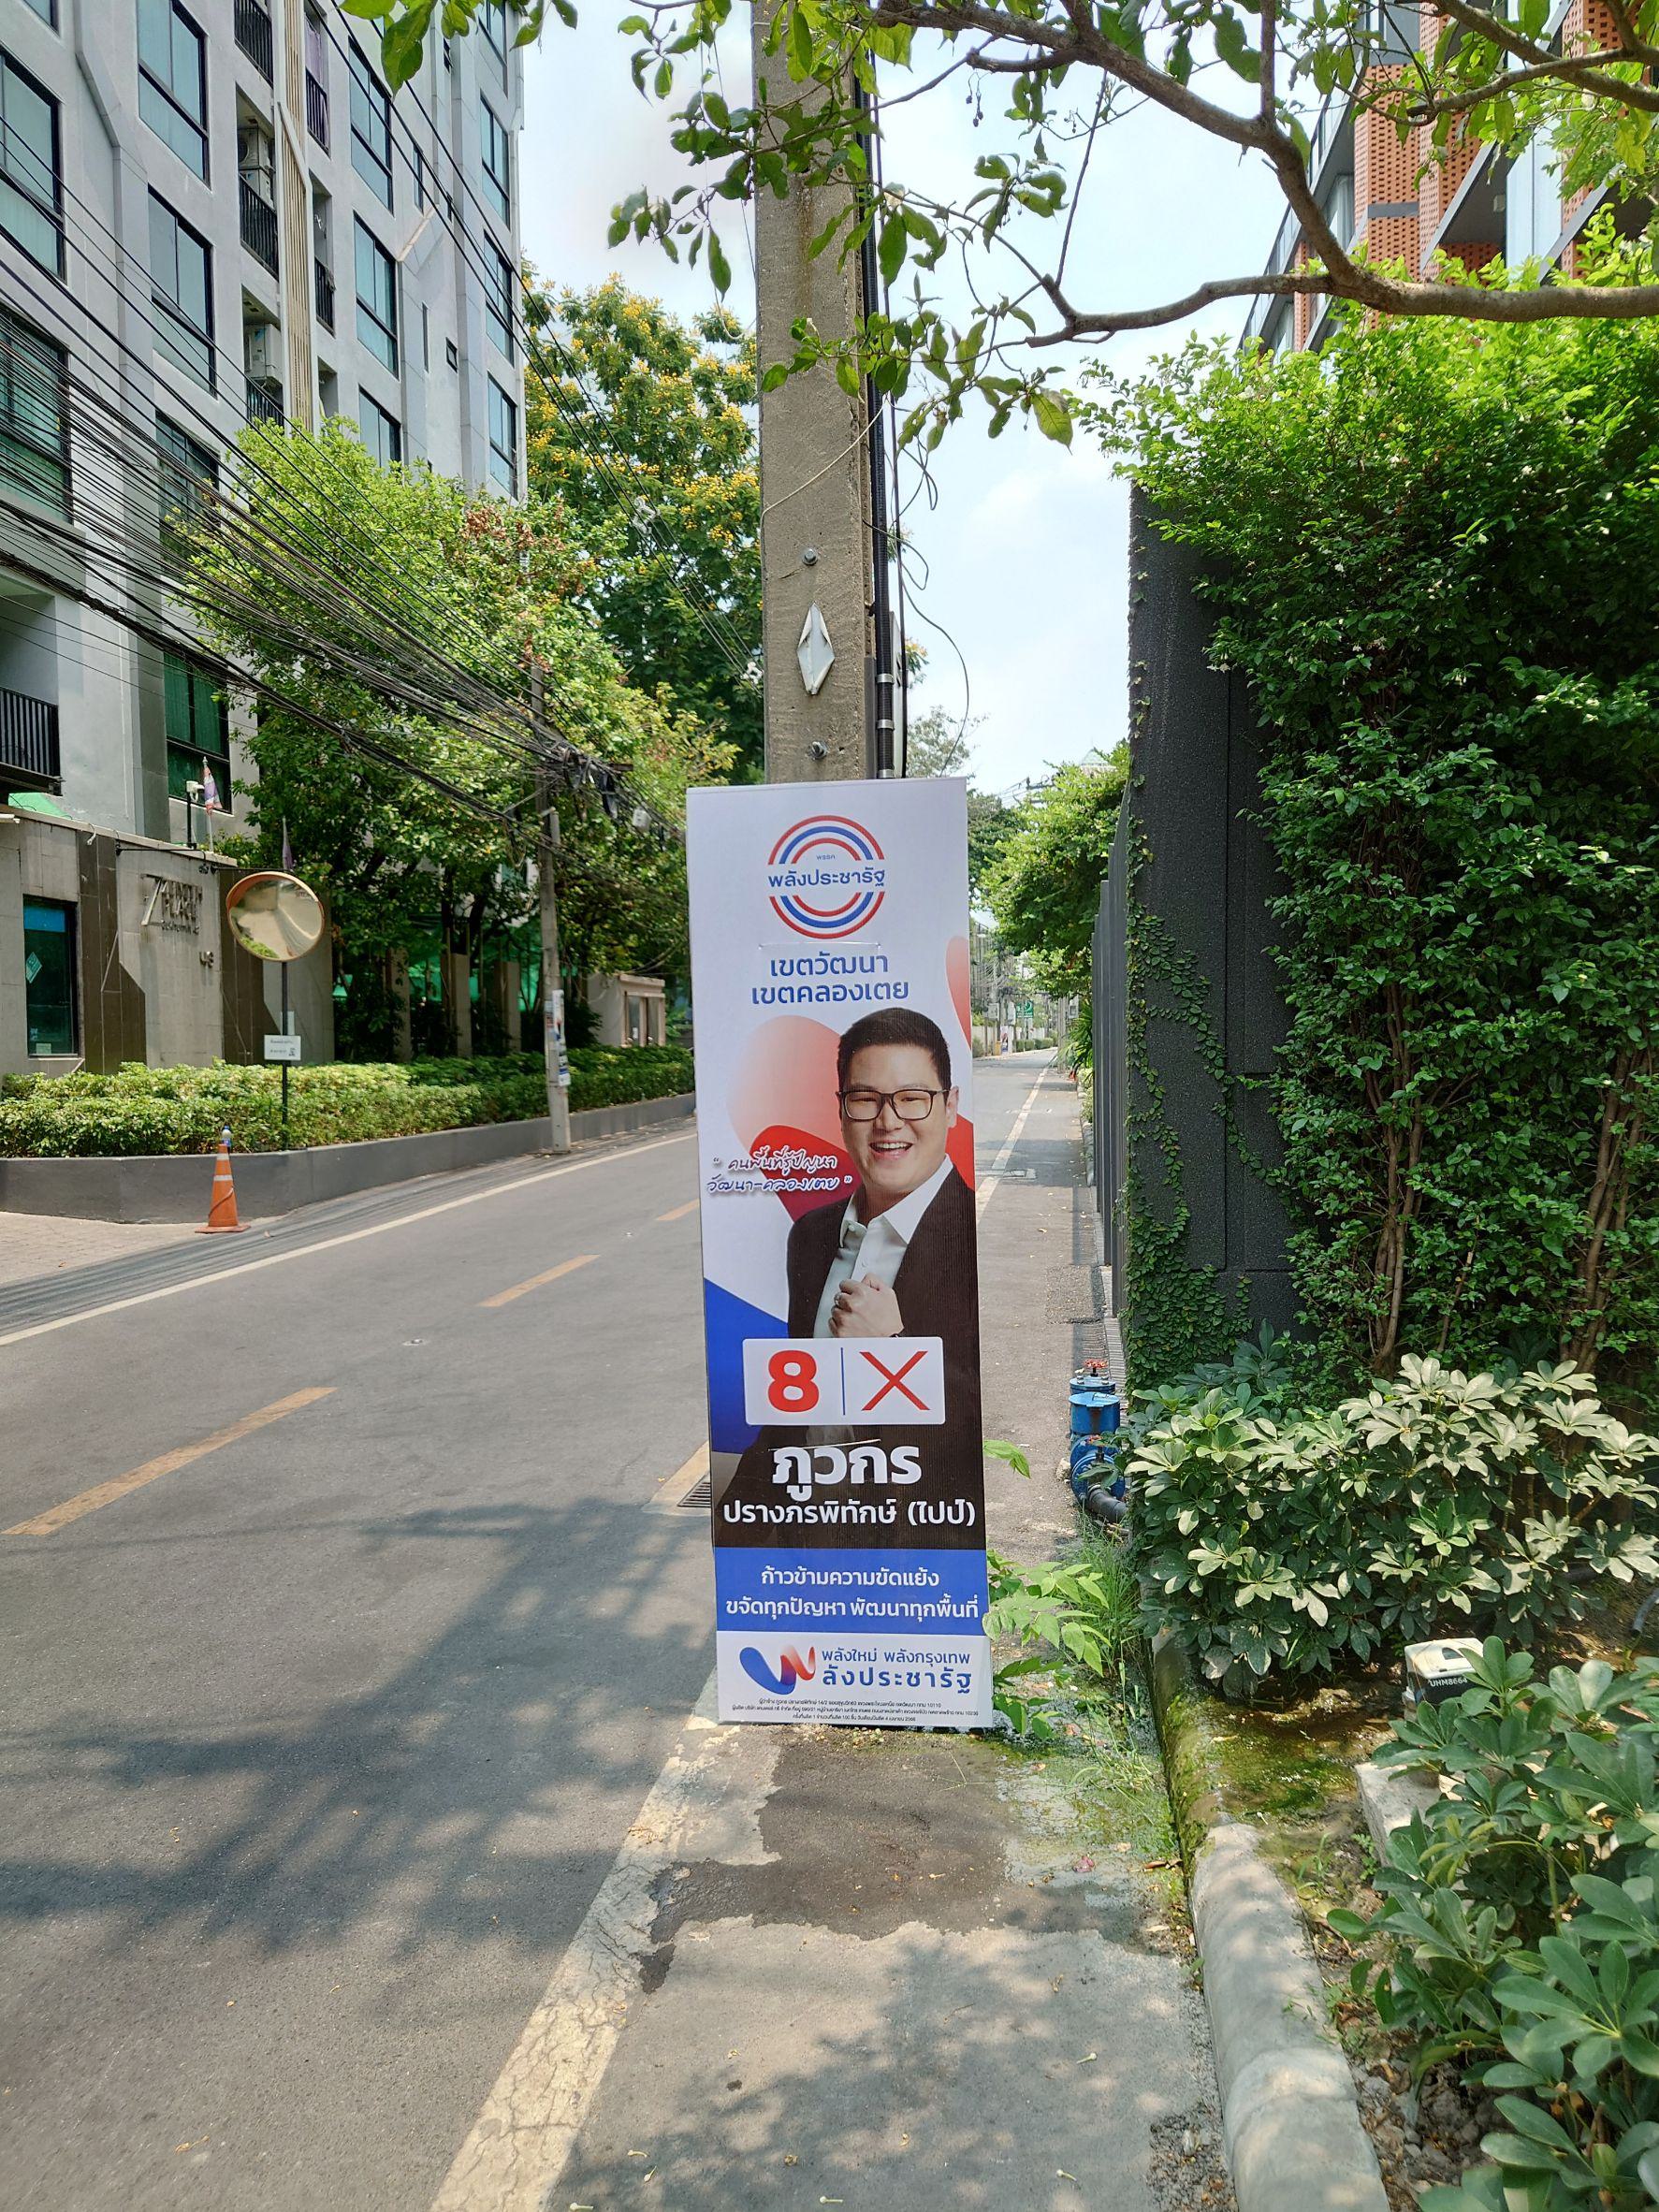 พรรค
พลังประชารัฐ
เขตวัฒนา
เขตคลองเตย
"คนพื้นที่รู้ปัญหา
วัฒนา-คลองเตย"
8 X
ภูวกร
ปรางภรพิทักษ์ (ไปป์)
ก้าวข้ามความขัดแย้ง
ขจัดทุกปัญหา พัฒนาทุกพื้นที่
พลังใหม่ พลังกรุงเทพ
ลังประชารัฐ
UHM8664